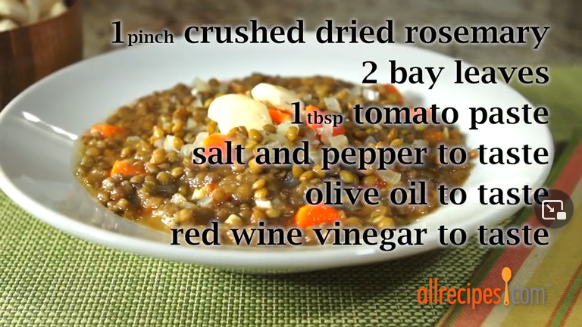 1pinch crushed dried rosemary
2 bay leaves
1tbsp tomato paste
salt and pepper to taste
olive oil to taste
red wine vinegar to taste
allrecipes.com